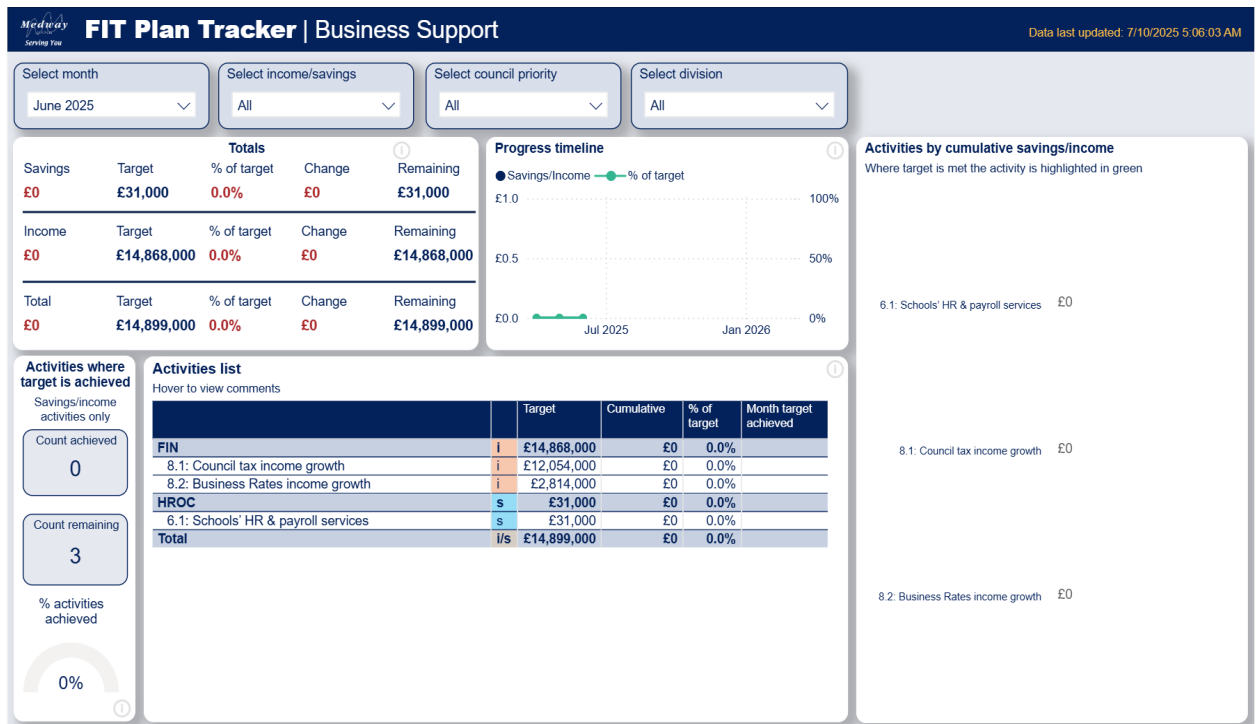 Medway
Serving You
FIT Plan Tracker | Business Support
Data last updated: 7/10/2025 5:06:03 AM
Select month
June 2025
Select income/savings
All
Select council priority
All
Select division
All
Totals
Savings Target % of target Change Remaining
£0 £31,000 0.0% £0 £31,000
Income Target % of target Change Remaining
£0 £14,868,000 0.0% £0 £14,868,000
Total Target % of target Change Remaining
£0 £14,899,000 0.0% £0 £14,899,000
Progress timeline
Savings/Income % of target
£1.0 100%
£0.5 50%
£0.0 0%
Jul 2025 Jan 2026
Activities by cumulative savings/income
Where target is met the activity is highlighted in green
6.1: Schools' HR & payroll services £0
8.1: Council tax income growth £0
8.2: Business Rates income growth £0
Activities where
target is achieved
Savings/income
activities only
Count achieved
0
Count remaining
3
% activities
achieved
0%
Activities list
Hover to view comments
Target Cumulative % of target Month target achieved
FIN i £14,868,000 £0 0.0%
8.1: Council tax income growth i £12,054,000 £0 0.0%
8.2: Business Rates income growth i £2,814,000 £0 0.0%
HROC s £31,000 £0 0.0%
6.1: Schools' HR & payroll services s £31,000 £0 0.0%
Total i/s £14,899,000 £0 0.0%